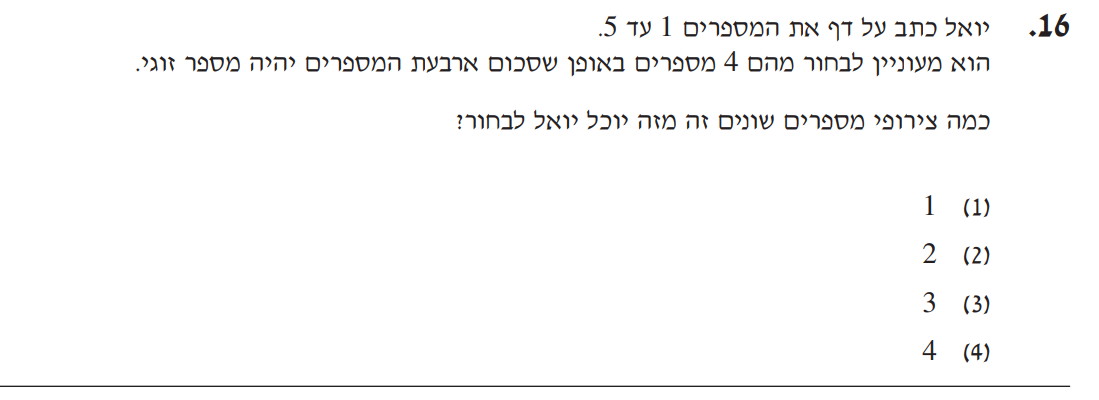 16. יואל כתב על דף את המספרים 1 עד 5.
הוא מעוניין לבחור מהם 4 מספרים באופן שסכום ארבעת המספרים יהיה מספר זוגי.
כמה צירופי מספרים שונים זה מזה יוכל יואל לבחור?
(1) 1
(2) 2
(3) 3
(4) 4